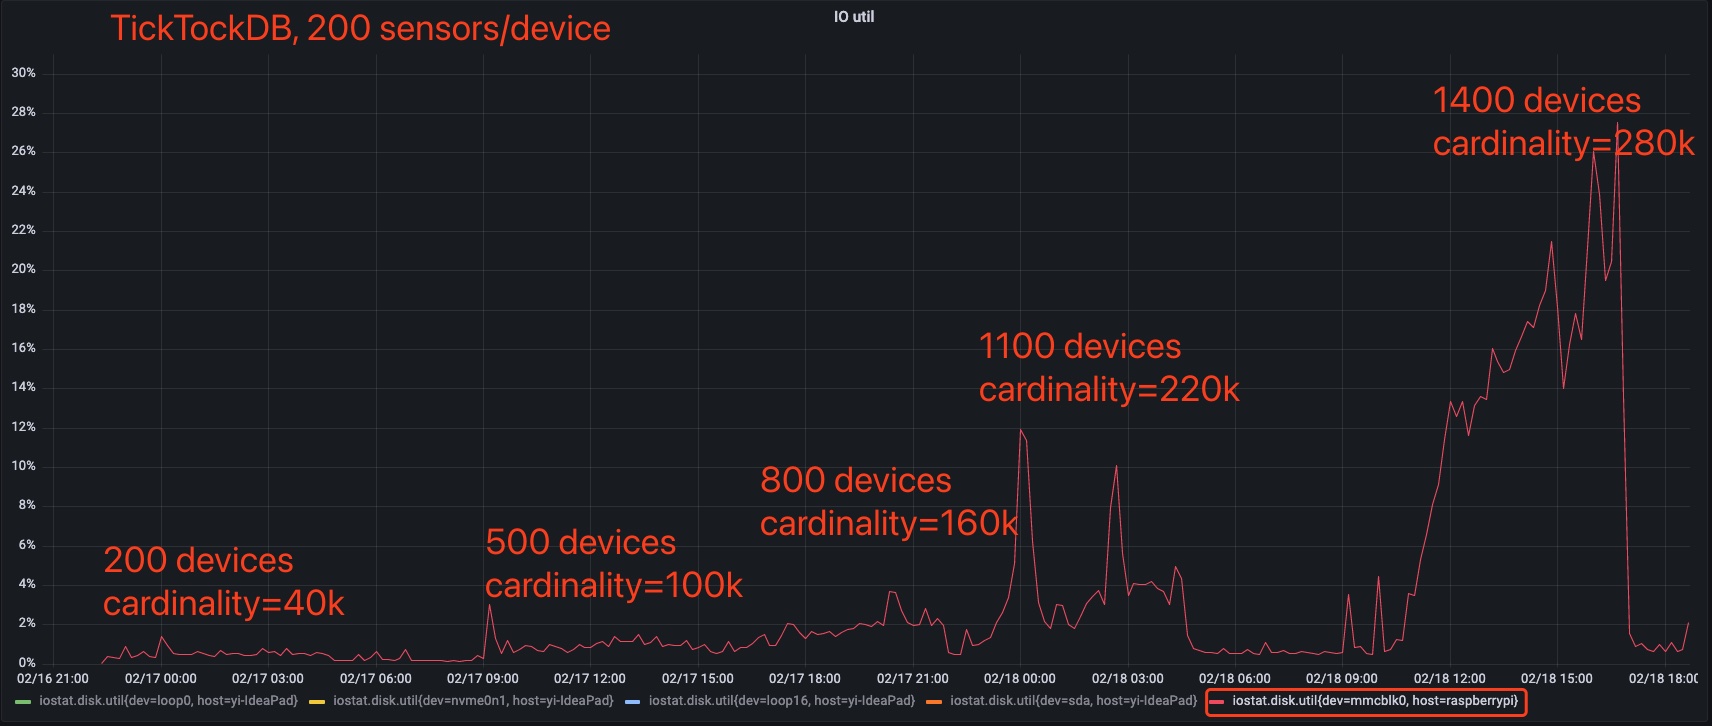 IO util
TickTockDB, 200 sensors/device
30%
28%
26%
24%
22%
20%
18%
16%
14%
12%
10%
8%
6%
4%
2%
0%
1400 devices
cardinality=280k
1100 devices
cardinality=220k
800 devices
cardinality=160k
500 devices
cardinality=100k
200 devices
cardinality=40k
02/16 21:00 02/17 00:00 02/17 03:00 02/17 06:00 02/17 09:00 02/17 12:00 02/17 15:00 02/17 18:00 02/17 21:00 02/18 00:00 02/18 03:00 02/18 06:00 02/18 09:00 02/18 12:00 02/18 15:00 02/18 18:00
iostat.disk.util{dev=loop0, host=yi-IdeaPad} iostat.disk.util{dev=nvme0n1, host=yi-IdeaPad} iostat.disk.util{dev=loop16, host=yi-IdeaPad} iostat.disk.util{dev=sda, host=yi-IdeaPad} iostat.disk.util{dev=mmcblk0, host=raspberrypi}